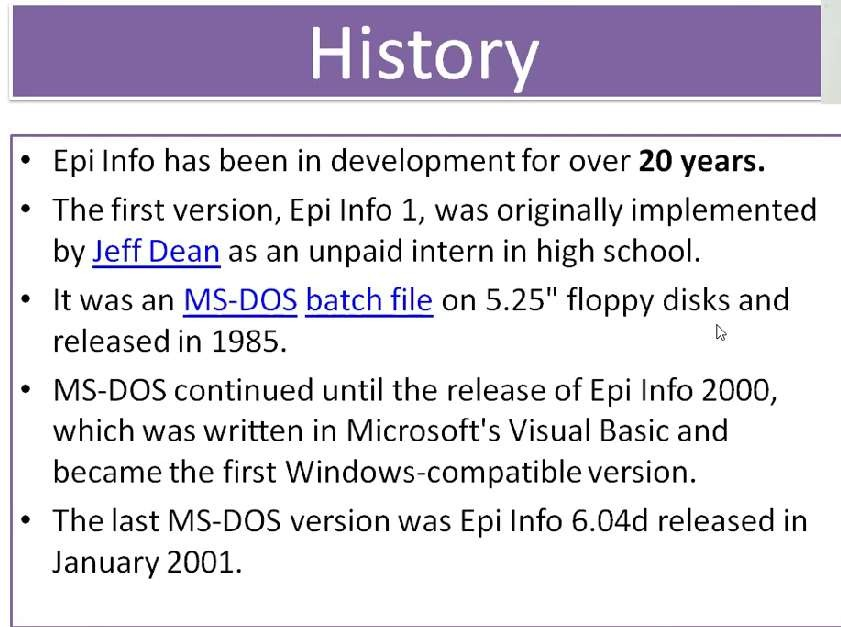 History
• Epi Info has been in development for over 20 years.
• The first version, Epi Info 1, was originally implemented
by Jeff Dean as an unpaid intern in high school.
• It was an MS-DOS batch file on 5.25" floppy disks and
released in 1985.
• MS-DOS continued until the release of Epi Info 2000,
which was written in Microsoft's Visual Basic and
became the first Windows-compatible version.
• The last MS-DOS version was Epi Info 6.04d released in
January 2001.